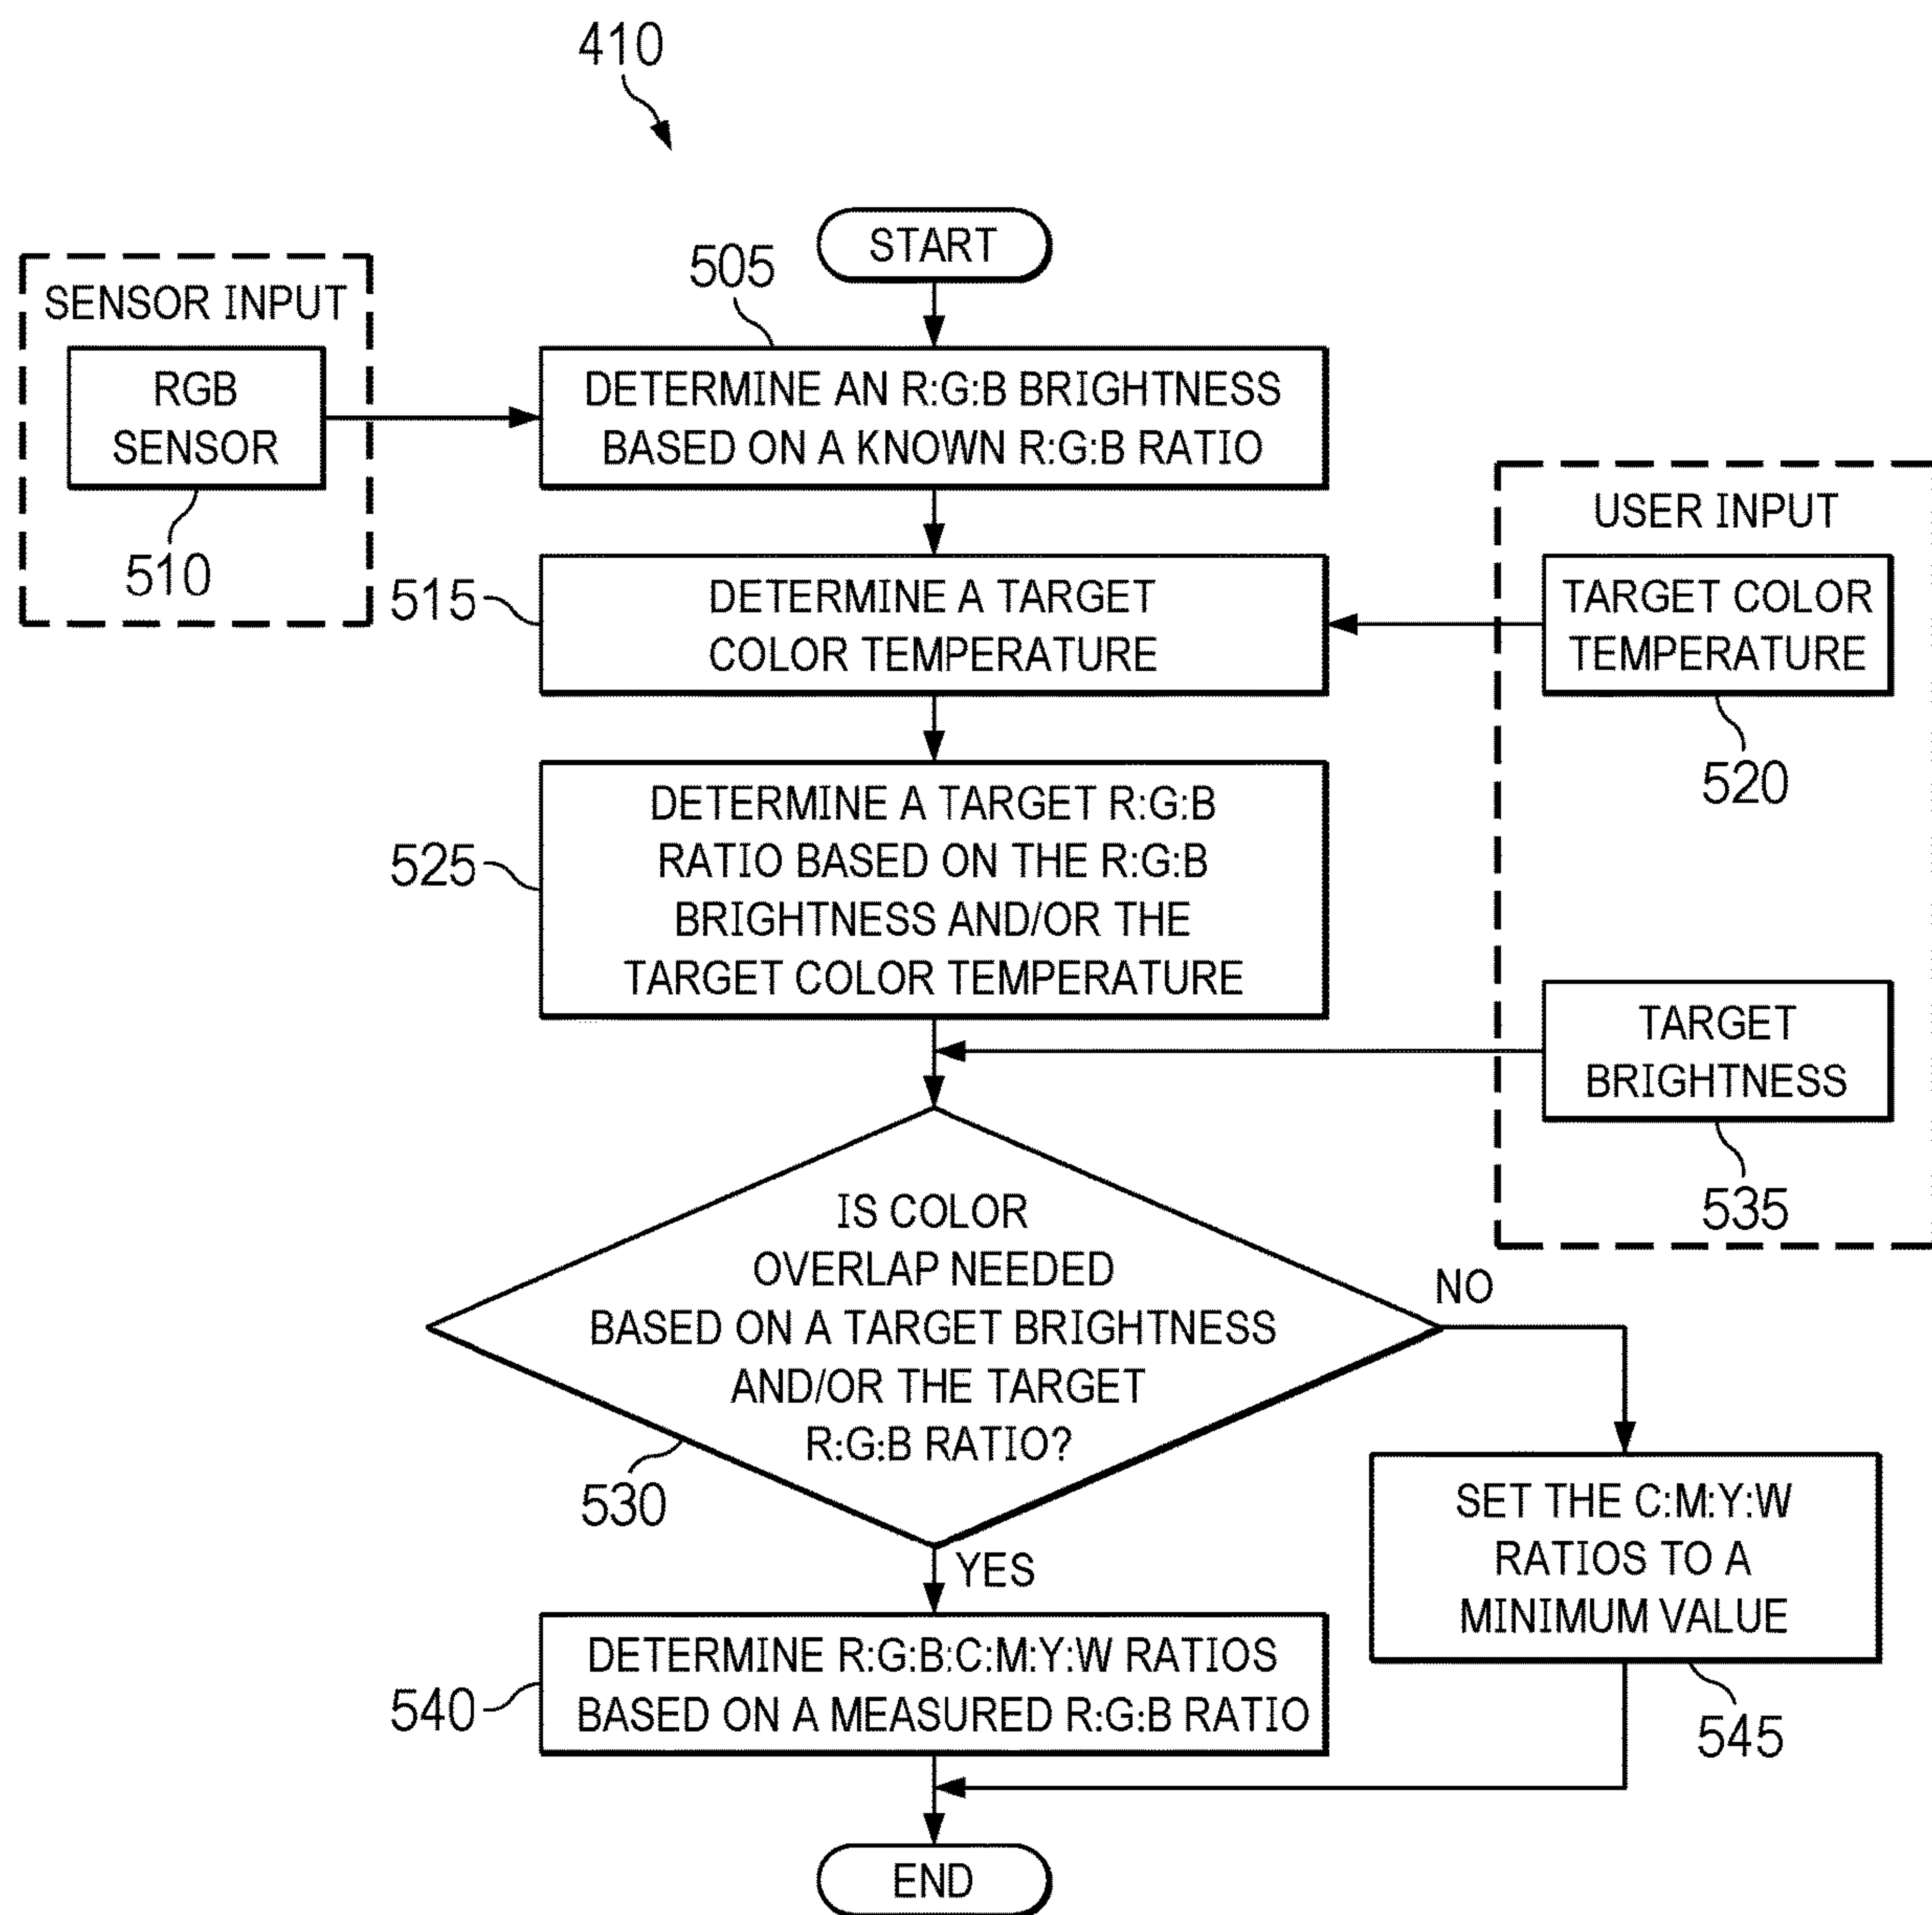 410
START
SENSOR INPUT
RGB
SENSOR
510
505
DETERMINE AN R:G:B BRIGHTNESS
BASED ON A KNOWN R:G:B RATIO
515
DETERMINE A TARGET
COLOR TEMPERATURE
USER INPUT
TARGET COLOR
TEMPERATURE
520
525
DETERMINE A TARGET R:G:B
RATIO BASED ON THE R:G:B
BRIGHTNESS AND/OR THE
TARGET COLOR TEMPERATURE
TARGET
BRIGHTNESS
535
IS COLOR
OVERLAP NEEDED
BASED ON A TARGET BRIGHTNESS
AND/OR THE TARGET
R:G:B RATIO?
530
NO
YES
SET THE C:M:Y:W
RATIOS TO A
MINIMUM VALUE
545
540
DETERMINE R:G:B:C:M:Y:W RATIOS
BASED ON A MEASURED R:G:B RATIO
END